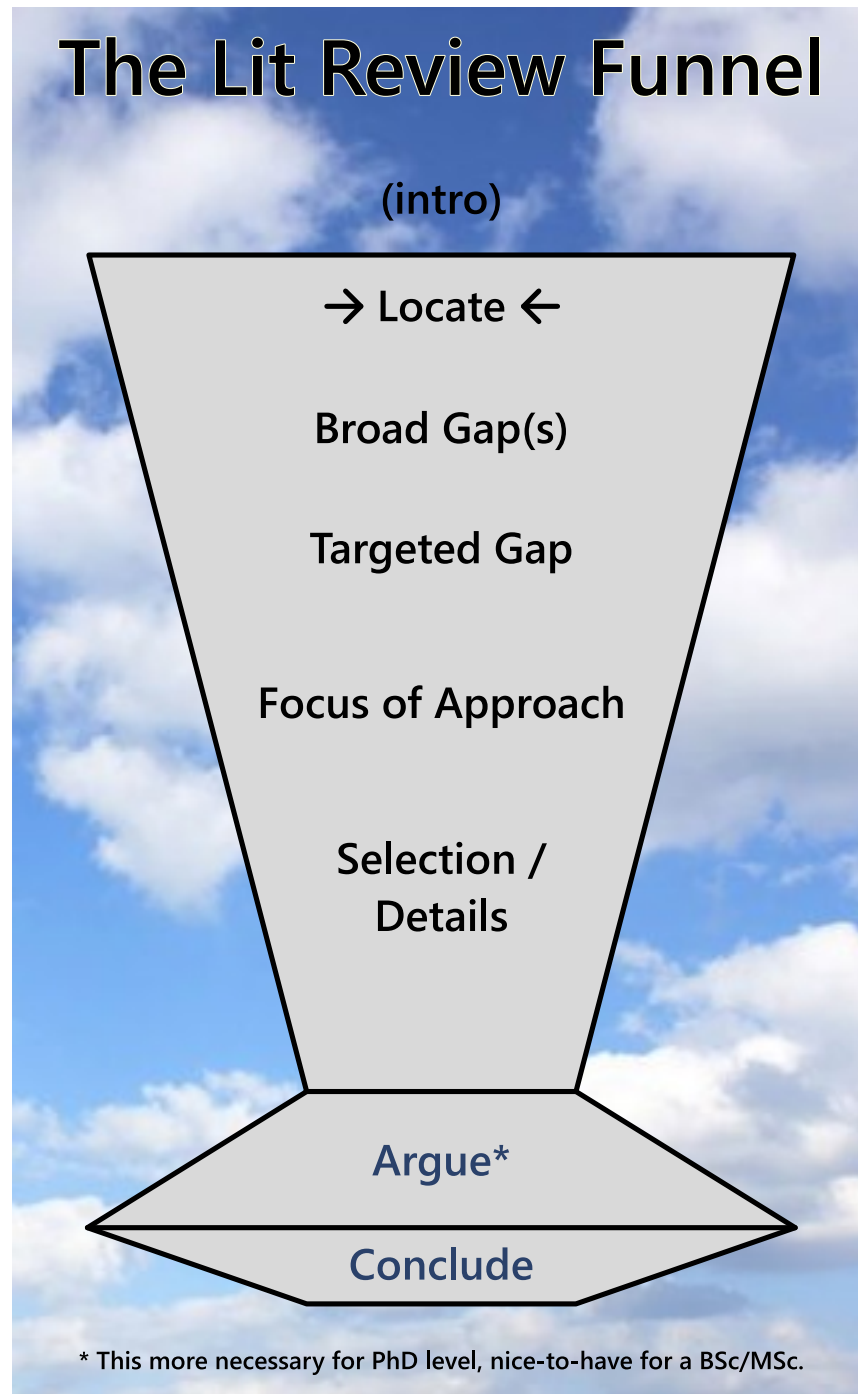 The Lit Review Funnel
(intro)
→ Locate ←
Broad Gap(s)
Targeted Gap
Focus of Approach
Selection /
Details
Argue*
Conclude
* This more necessary for PhD level, nice-to-have for a BSc/MSc.